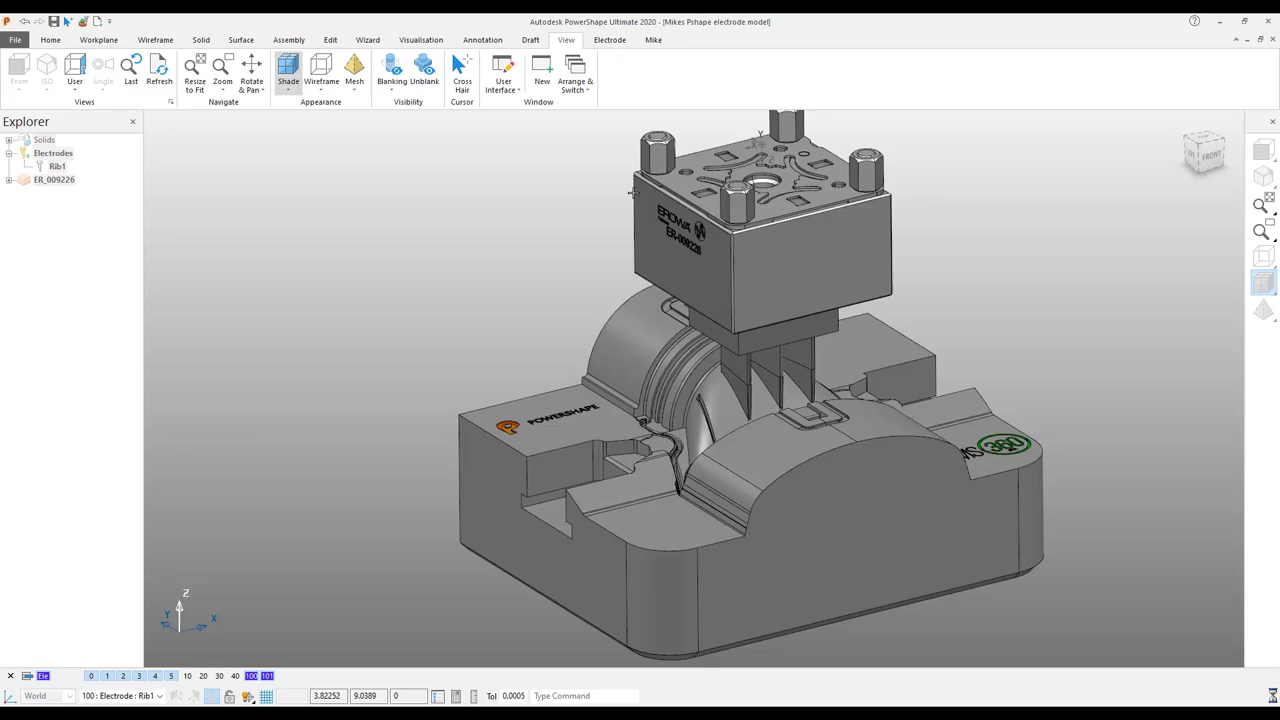 Autodesk PowerShape Ultimate 2020 - [Mikes Pshape electrode model]
File Home Workplane Wireframe Solid Surface Assembly Edit Wizard Visualisation Annotation Draft View Electrode Mike
From ISO User Angle Last Refresh Resize to Fit Zoom Rotate & Pan Shade Wireframe Mesh Blanking Unblank Cross Hair User Interface New Arrange & Switch
Views Navigate Appearance Visibility Cursor Window
Explorer
Solids
Electrodes
Rib1
ER_009226
FRONT
Y
EROWA
ER-009226
POWERSHAPE
MS 360
Z
Y X
Ele 0 1 2 3 4 5 10 20 30 40 100 101
World 100 : Electrode : Rib1 3.82252 9.0389 0 Tol 0.0005 Type Command